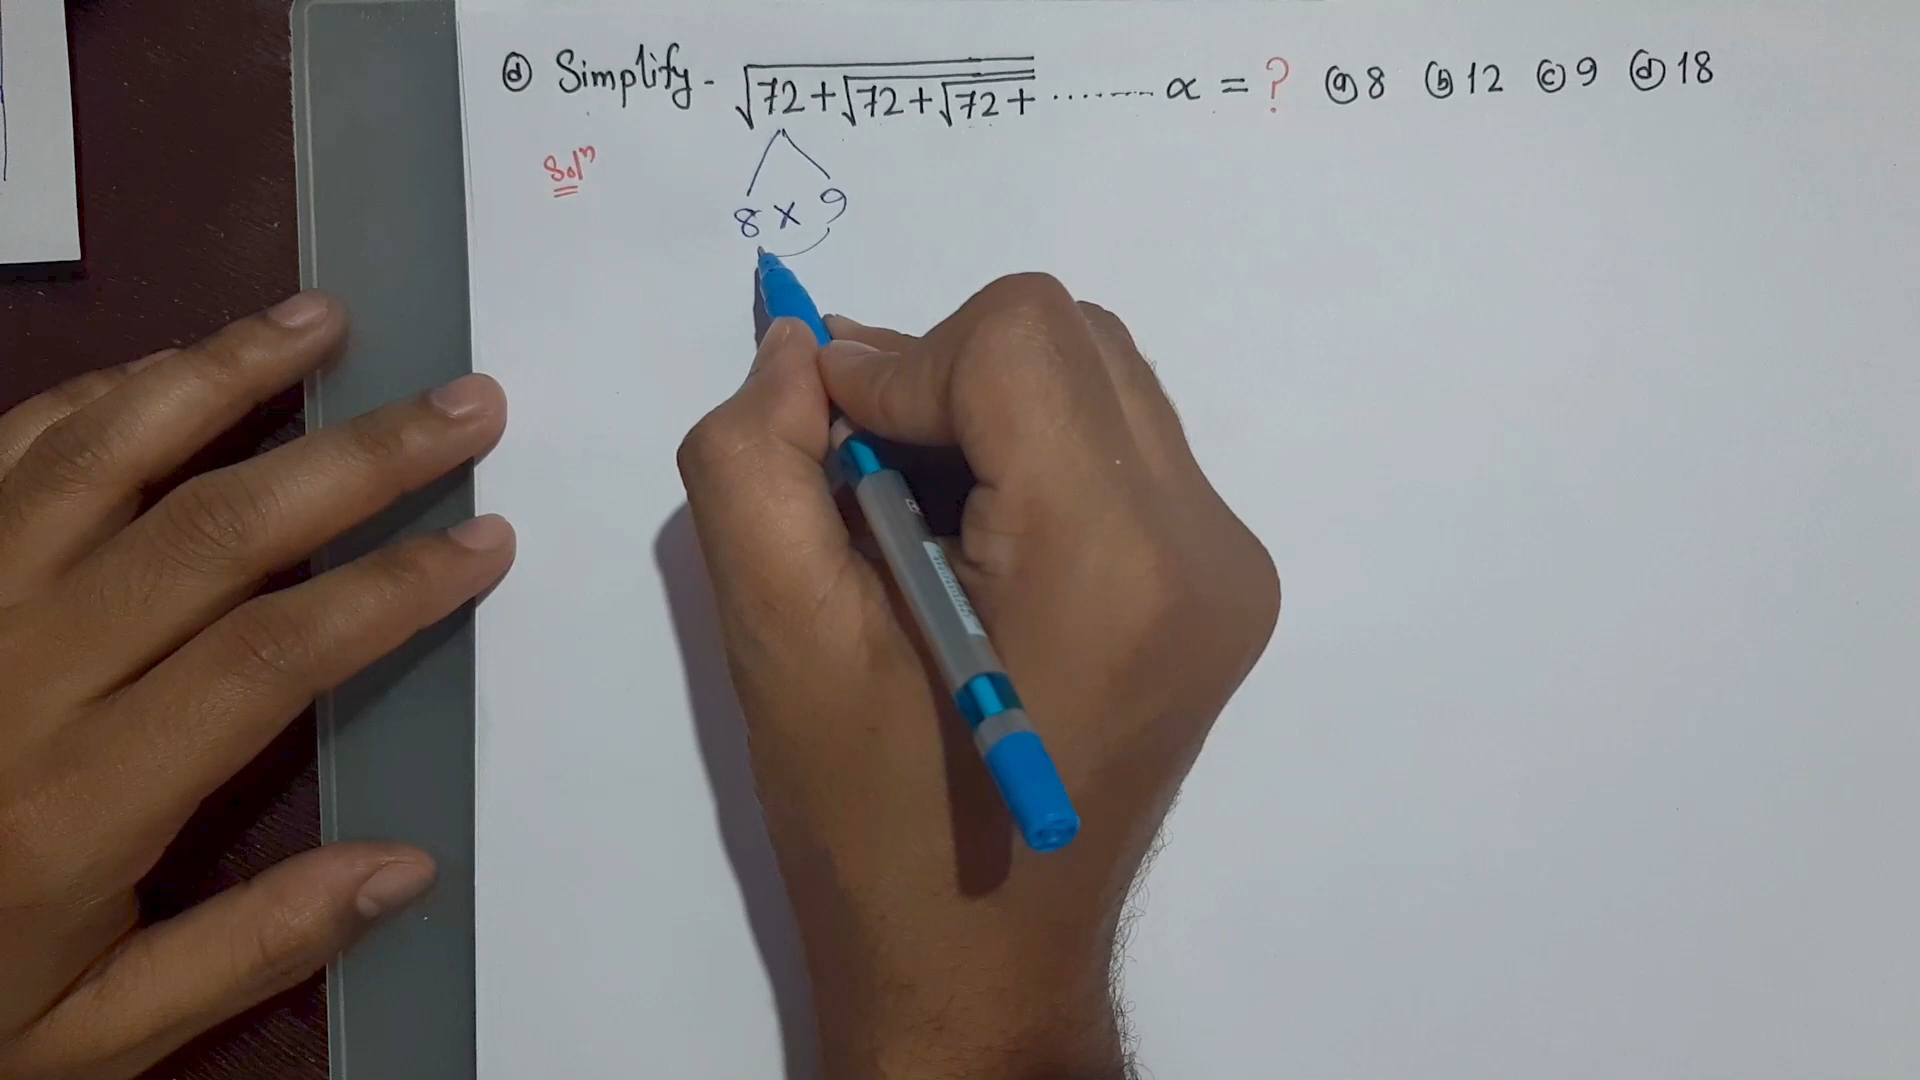 ⓓ Simplify - √72+√72+√72+ ........ ∝ = ? ⓐ 8 ⓑ 12 ⓒ 9 ⓓ 18
Solⁿ
8 × 9